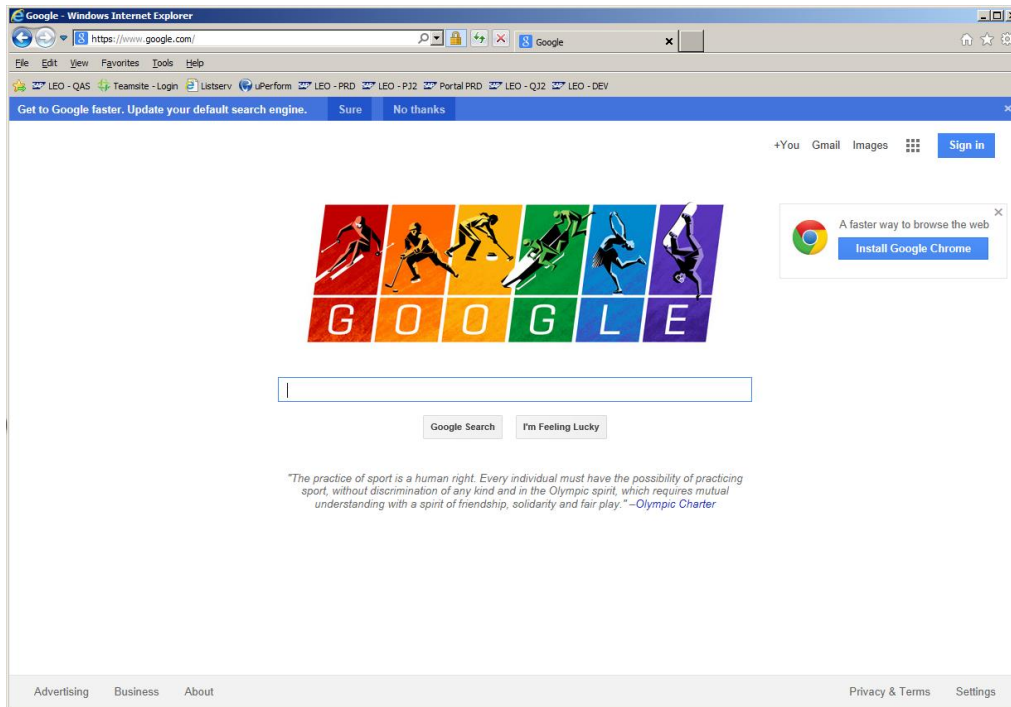 Google - Windows Internet Explorer
https://www.google.com/
Google
File Edit View Favorites Tools Help
LEO - QAS Teamsite - Login Listserv uPerform LEO - PRD LEO - PJ2 Portal PRD LEO - QJ2 LEO - DEV
Get to Google faster. Update your default search engine. Sure No thanks
+You Gmail Images Sign in
A faster way to browse the web
Install Google Chrome
GOOGLE
Google Search I'm Feeling Lucky
"The practice of sport is a human right. Every individual must have the possibility of practicing
sport, without discrimination of any kind and in the Olympic spirit, which requires mutual
understanding with a spirit of friendship, solidarity and fair play." –Olympic Charter
Advertising Business About Privacy & Terms Settings